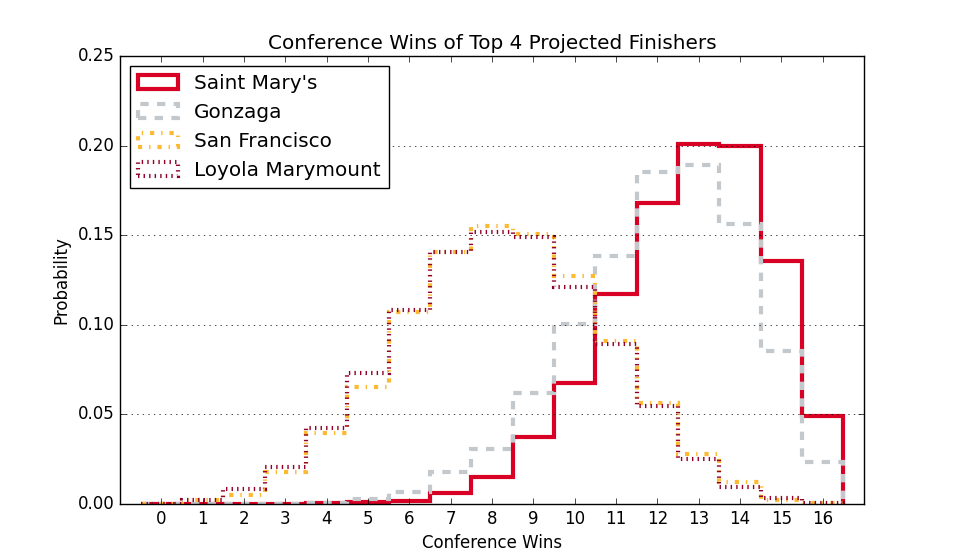 Conference Wins of Top 4 Projected Finishers
0.25
0.20
0.15
0.10
0.05
0.00
Probability
Saint Mary's
Gonzaga
San Francisco
Loyola Marymount
0 1 2 3 4 5 6 7 8 9 10 11 12 13 14 15 16
Conference Wins